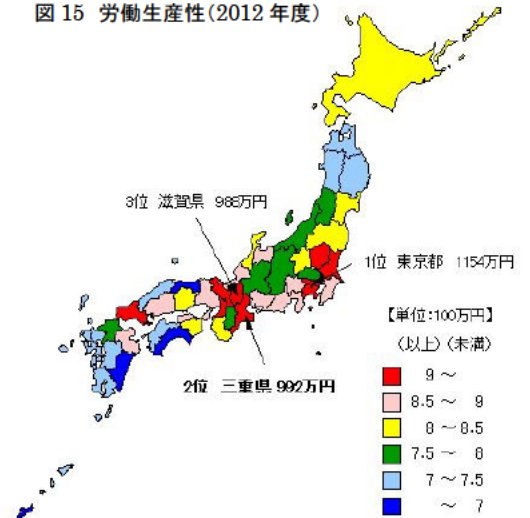 図 15 労働生産性(2012 年度)
3位 滋賀県 988万円
1位 東京都 1154万円
2位 三重県 992万円
【単位:100万円】
(以上)(未満)
9 ~
8.5 ~ 9
8 ~ 8.5
7.5 ~ 8
7 ~ 7.5
~ 7